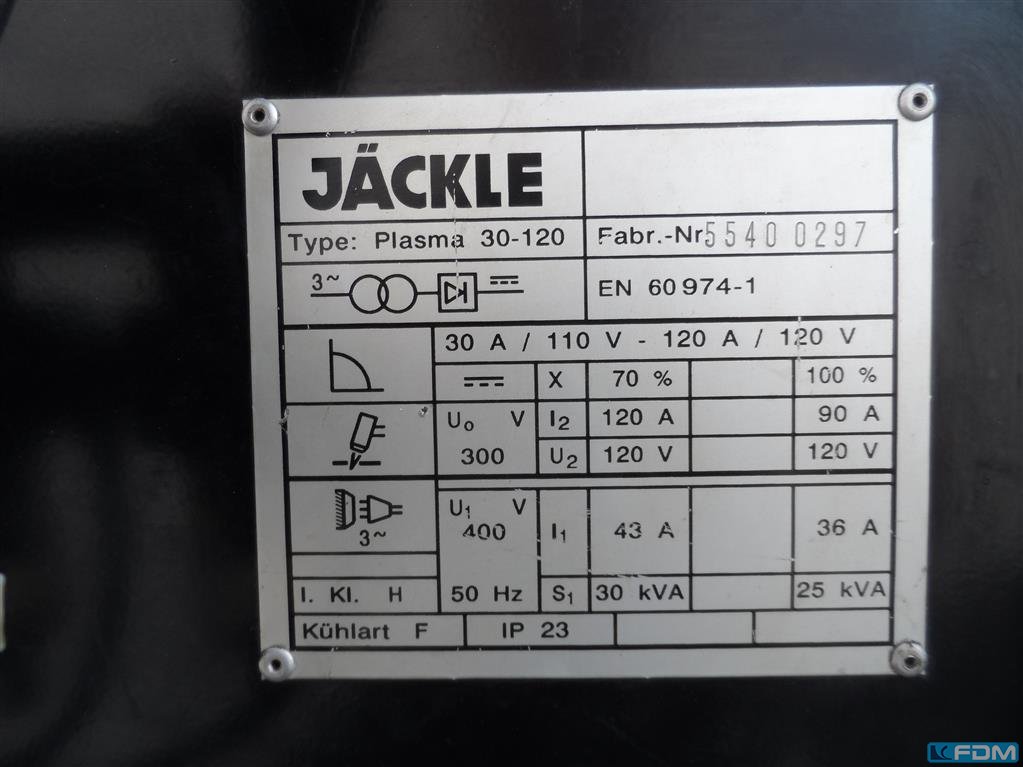 JÄCKLE
Type: Plasma 30-120 Fabr.-Nr 5540 0297
3~ EN 60974-1
30 A / 110 V - 120 A / 120 V
X 70 % 100 %
U₀ V I₂ 120 A 90 A
300 U₂ 120 V 120 V
U₁ V
3~ 400 I₁ 43 A 36 A
I. Kl. H 50 Hz S₁ 30 kVA 25 kVA
Kühlart F IP 23
FDM